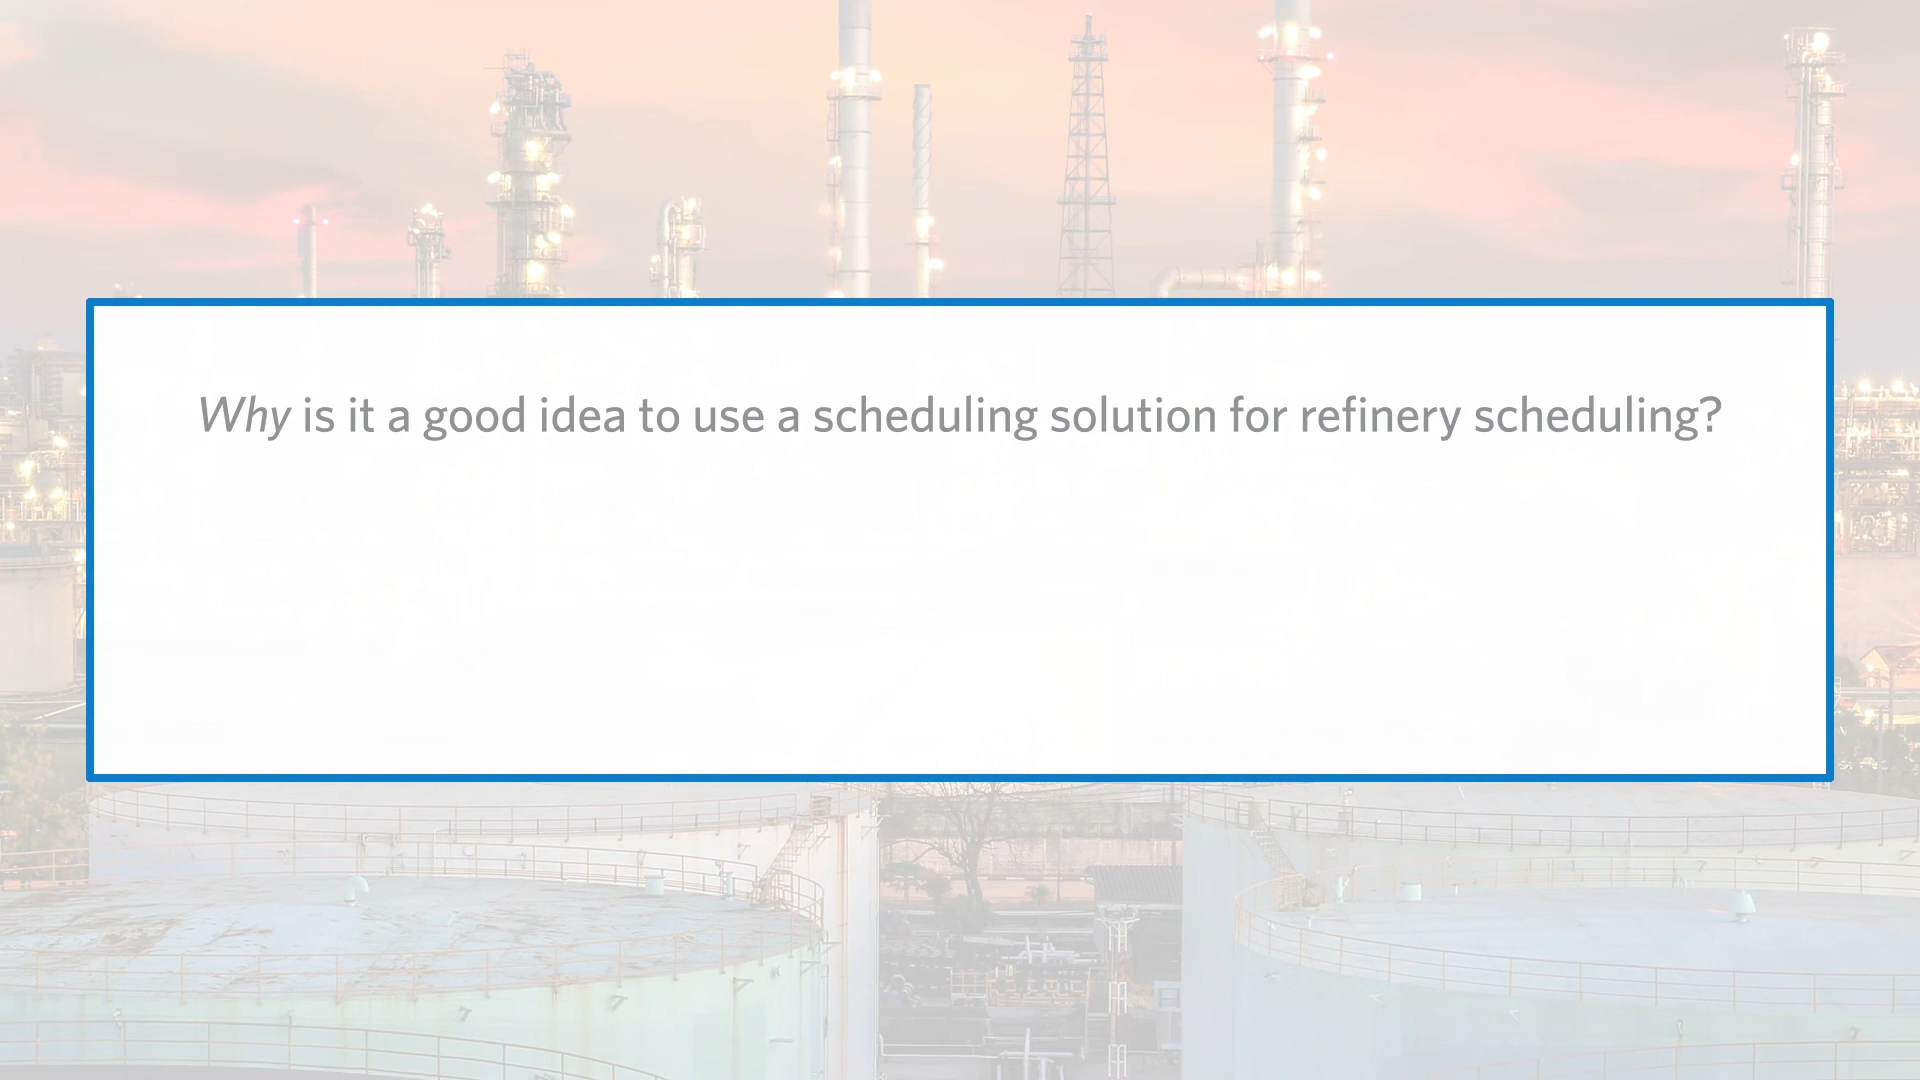 Why is it a good idea to use a scheduling solution for refinery scheduling?